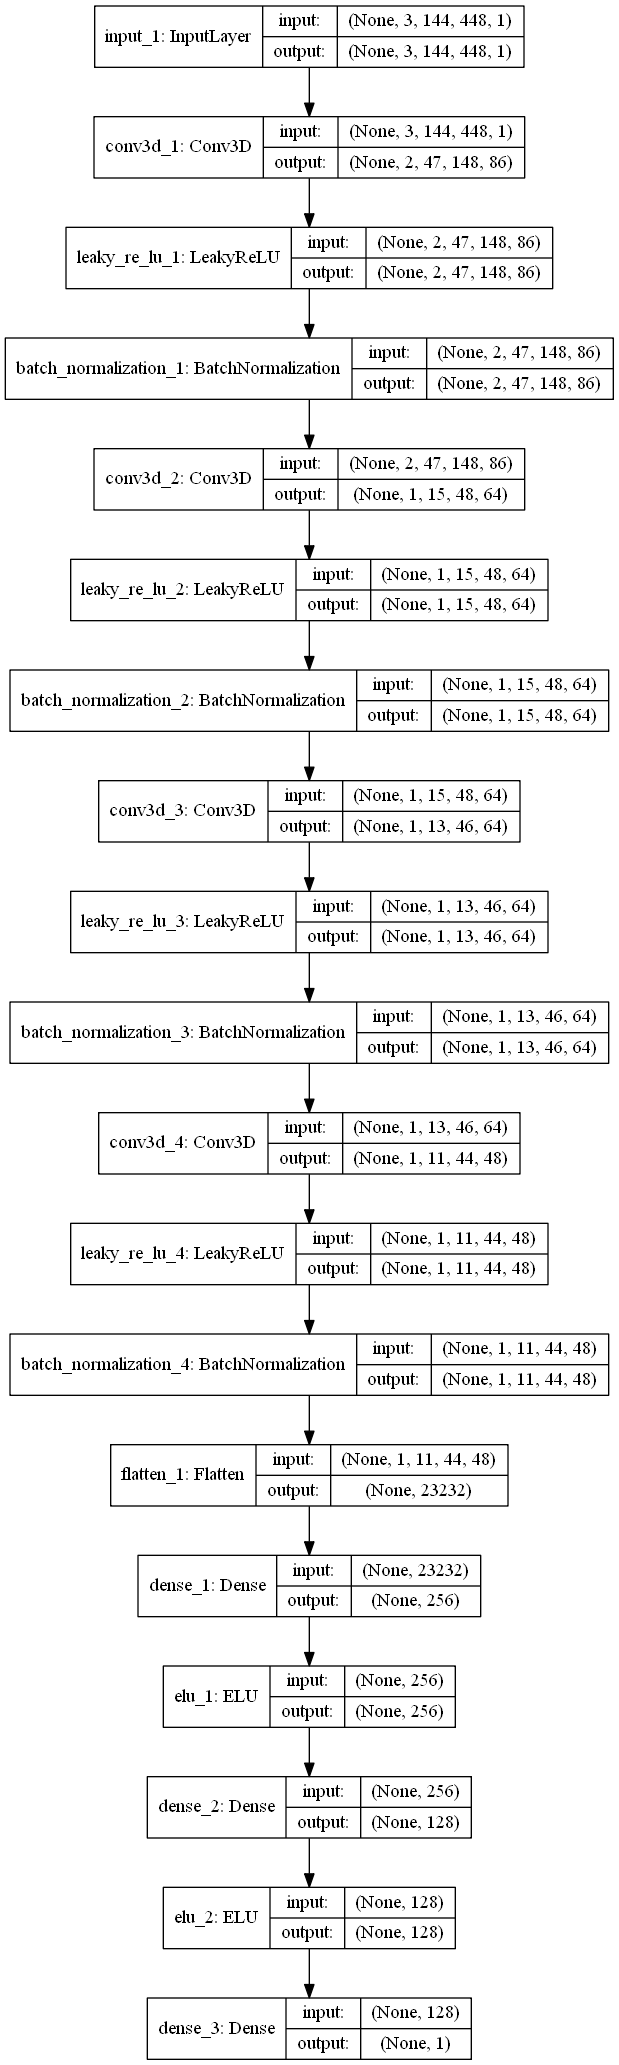 input_1: InputLayer
input: (None, 3, 144, 448, 1)
output: (None, 3, 144, 448, 1)
conv3d_1: Conv3D
input: (None, 3, 144, 448, 1)
output: (None, 2, 47, 148, 86)
leaky_re_lu_1: LeakyReLU
input: (None, 2, 47, 148, 86)
output: (None, 2, 47, 148, 86)
batch_normalization_1: BatchNormalization
input: (None, 2, 47, 148, 86)
output: (None, 2, 47, 148, 86)
conv3d_2: Conv3D
input: (None, 2, 47, 148, 86)
output: (None, 1, 15, 48, 64)
leaky_re_lu_2: LeakyReLU
input: (None, 1, 15, 48, 64)
output: (None, 1, 15, 48, 64)
batch_normalization_2: BatchNormalization
input: (None, 1, 15, 48, 64)
output: (None, 1, 15, 48, 64)
conv3d_3: Conv3D
input: (None, 1, 15, 48, 64)
output: (None, 1, 13, 46, 64)
leaky_re_lu_3: LeakyReLU
input: (None, 1, 13, 46, 64)
output: (None, 1, 13, 46, 64)
batch_normalization_3: BatchNormalization
input: (None, 1, 13, 46, 64)
output: (None, 1, 13, 46, 64)
conv3d_4: Conv3D
input: (None, 1, 13, 46, 64)
output: (None, 1, 11, 44, 48)
leaky_re_lu_4: LeakyReLU
input: (None, 1, 11, 44, 48)
output: (None, 1, 11, 44, 48)
batch_normalization_4: BatchNormalization
input: (None, 1, 11, 44, 48)
output: (None, 1, 11, 44, 48)
flatten_1: Flatten
input: (None, 1, 11, 44, 48)
output: (None, 23232)
dense_1: Dense
input: (None, 23232)
output: (None, 256)
elu_1: ELU
input: (None, 256)
output: (None, 256)
dense_2: Dense
input: (None, 256)
output: (None, 128)
elu_2: ELU
input: (None, 128)
output: (None, 128)
dense_3: Dense
input: (None, 128)
output: (None, 1)